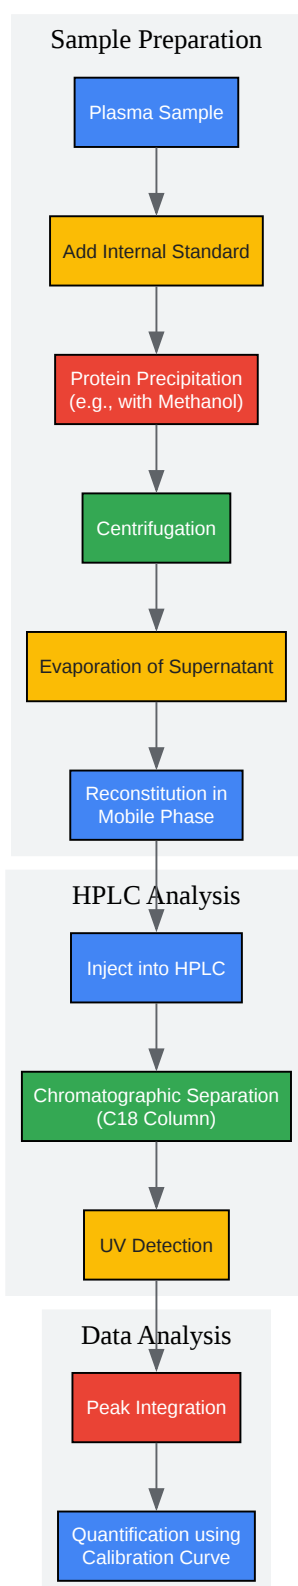 Sample Preparation
Plasma Sample
Add Internal Standard
Protein Precipitation
(e.g., with Methanol)
Centrifugation
Evaporation of Supernatant
Reconstitution in
Mobile Phase
HPLC Analysis
Inject into HPLC
Chromatographic Separation
(C18 Column)
UV Detection
Data Analysis
Peak Integration
Quantification using
Calibration Curve